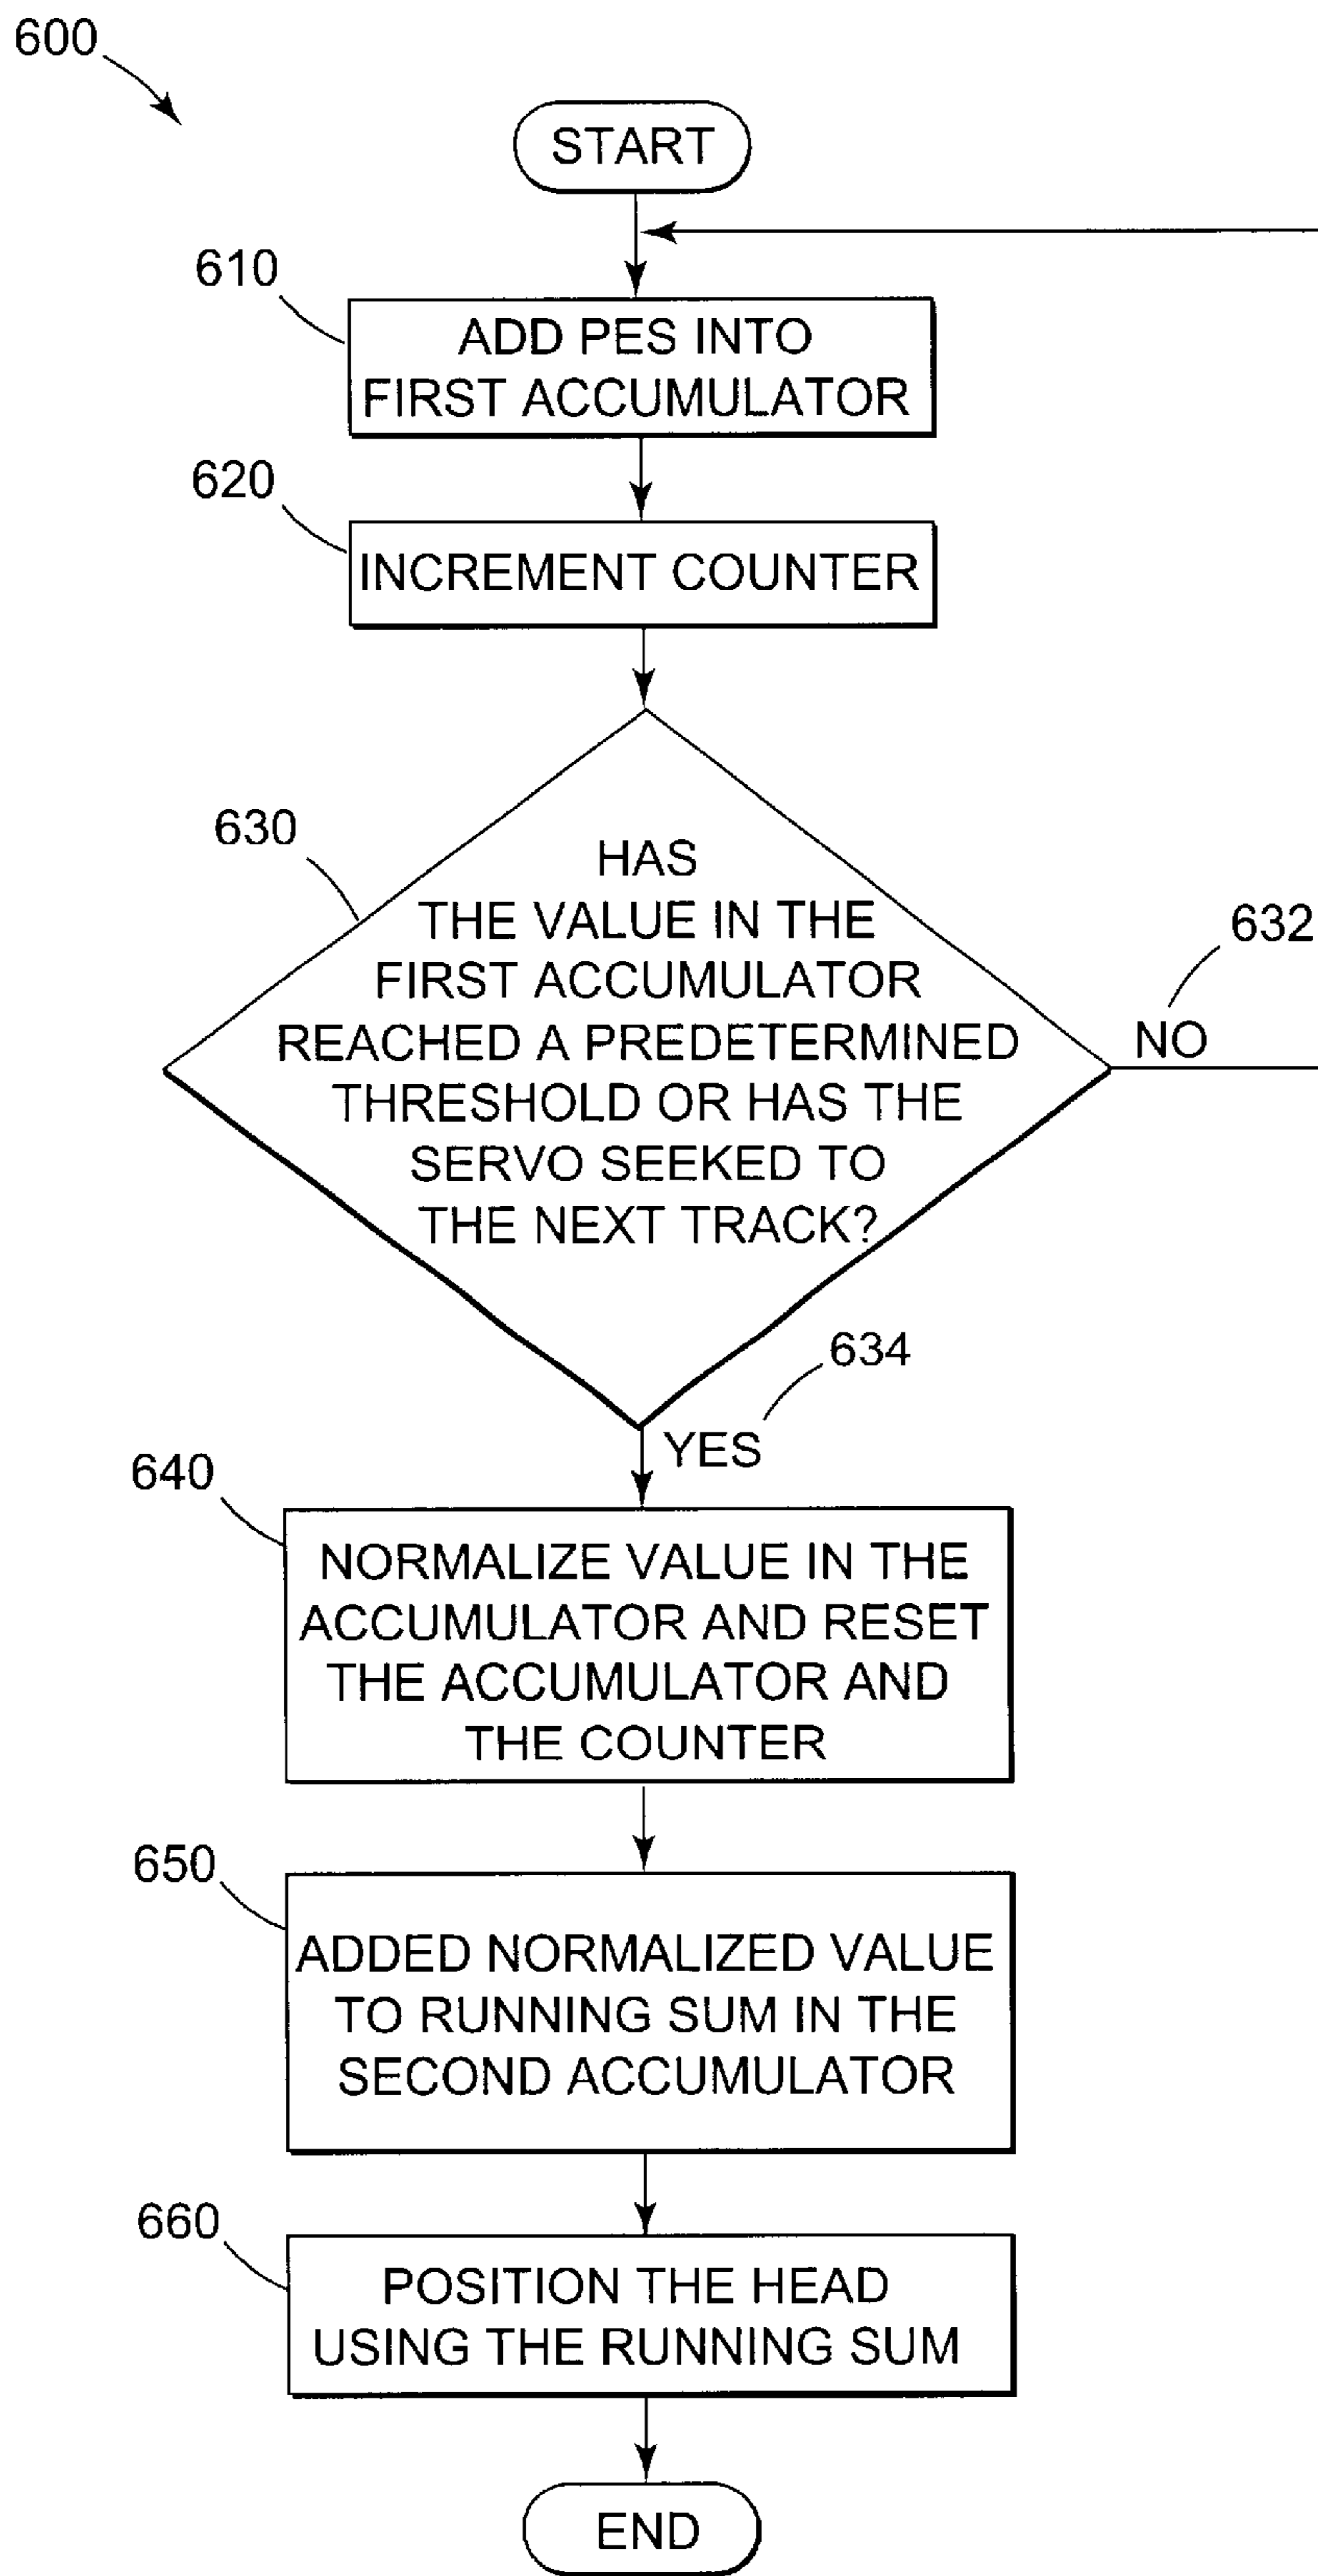 600
START
610
ADD PES INTO
FIRST ACCUMULATOR
620
INCREMENT COUNTER
630
HAS
THE VALUE IN THE
FIRST ACCUMULATOR
REACHED A PREDETERMINED
THRESHOLD OR HAS THE
SERVO SEEKED TO
THE NEXT TRACK?
632
NO
634
YES
640
NORMALIZE VALUE IN THE
ACCUMULATOR AND RESET
THE ACCUMULATOR AND
THE COUNTER
650
ADDED NORMALIZED VALUE
TO RUNNING SUM IN THE
SECOND ACCUMULATOR
660
POSITION THE HEAD
USING THE RUNNING SUM
END